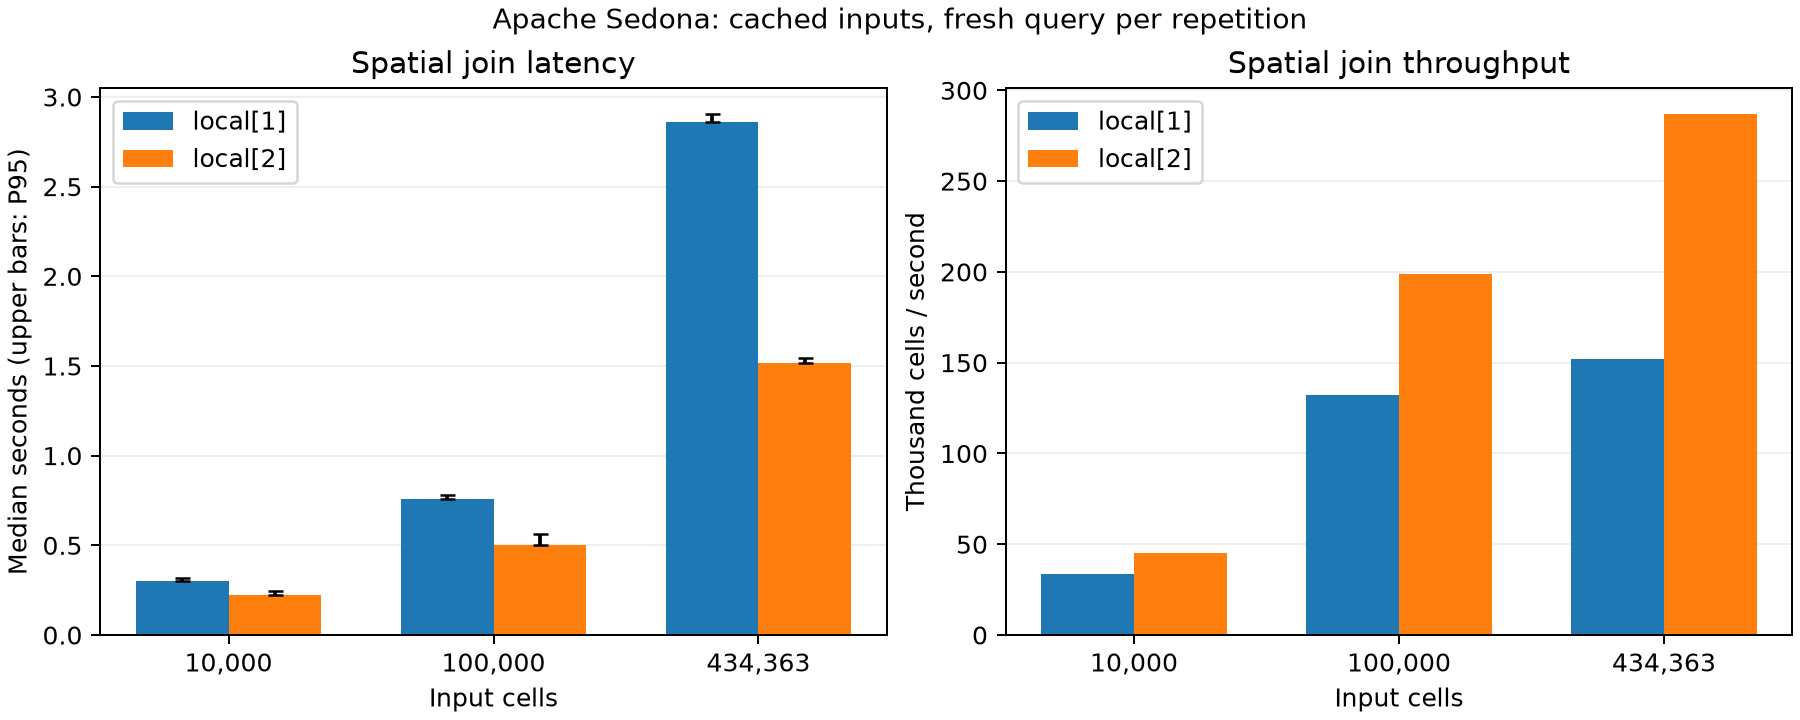 Apache Sedona: cached inputs, fresh query per repetition
Spatial join latency
Median seconds (upper bars: P95)
3.0
2.5
2.0
1.5
1.0
0.5
0.0
local[1]
local[2]
10,000
100,000
434,363
Input cells
Spatial join throughput
Thousand cells / second
300
250
200
150
100
50
0
local[1]
local[2]
10,000
100,000
434,363
Input cells